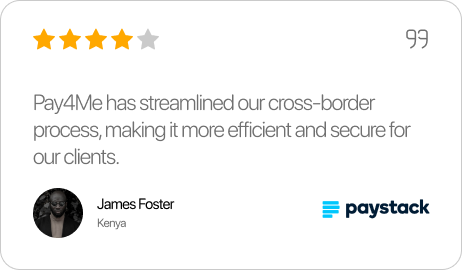 Pay4Me has streamlined our cross-border
process, making it more efficient and secure for
our clients.
James Foster
Kenya
paystack